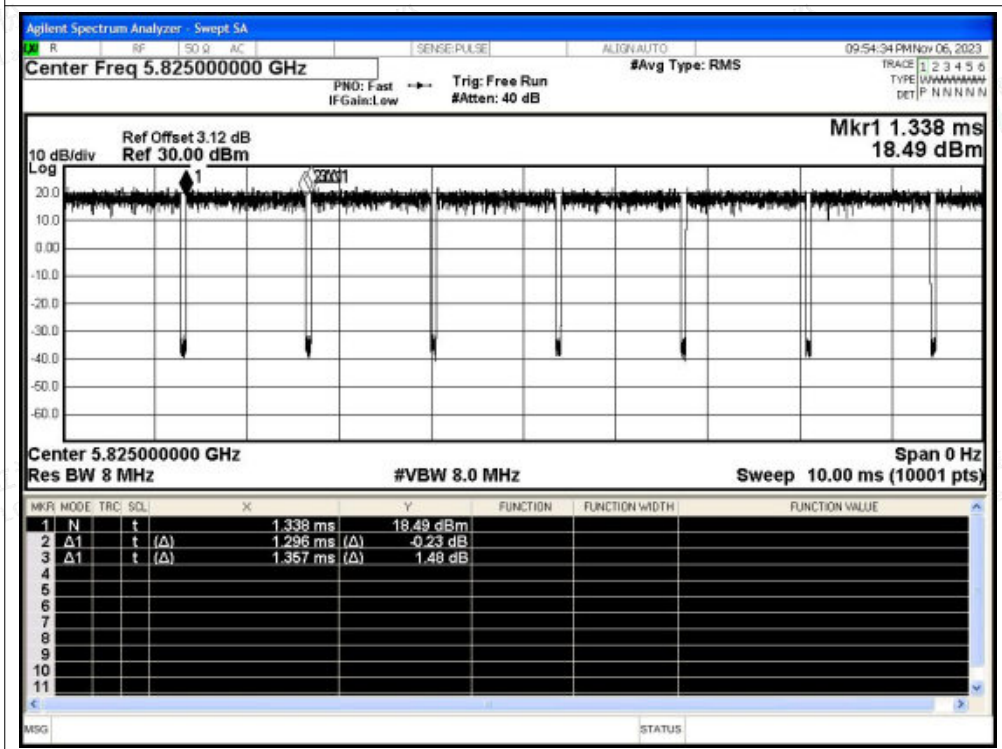 Agilent Spectrum Analyzer - Swept SA
R RF 50 Ω AC SENSE:PULSE ALIGNAUTO 09:54:34 PM Nov 06, 2023
Center Freq 5.825000000 GHz
PNO: Fast
IFGain:Low
Trig: Free Run
#Atten: 40 dB
#Avg Type: RMS
TRACE 1 2 3 4 5 6
TYPE
DET P N N N N N
Mkr1 1.338 ms
18.49 dBm
Ref Offset 3.12 dB
10 dB/div Ref 30.00 dBm
Log
1
20.0
10.0
0.00
-10.0
-20.0
-30.0
-40.0
-50.0
-60.0
Center 5.825000000 GHz Span 0 Hz
Res BW 8 MHz #VBW 8.0 MHz Sweep 10.00 ms (10001 pts)
MKR MODE TRC SCL X Y FUNCTION FUNCTION WIDTH FUNCTION VALUE
1 N t 1.338 ms 18.49 dBm
2 Δ1 t (Δ) 1.296 ms (Δ) -0.23 dB
3 Δ1 t (Δ) 1.357 ms (Δ) 1.48 dB
4
5
6
7
8
9
10
11
MSG STATUS